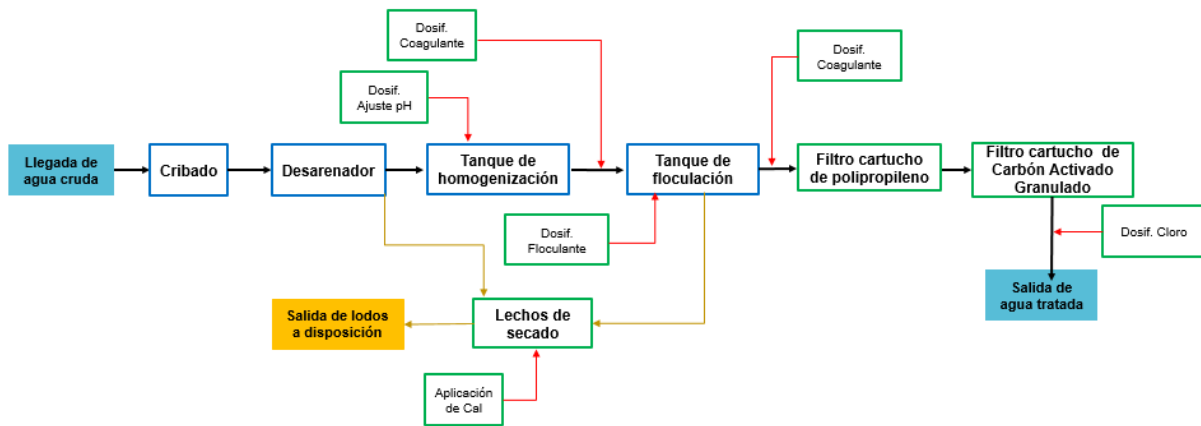 Dosif.
Coagulante
Dosif.
Coagulante
Dosif.
Ajuste pH
Llegada de
agua cruda
Cribado
Desarenador
Tanque de
homogenización
Tanque de
floculación
Filtro cartucho
de polipropileno
Filtro cartucho de
Carbón Activado
Granulado
Dosif.
Floculante
Dosif. Cloro
Salida de lodos
a disposición
Lechos de
secado
Salida de
agua tratada
Aplicación
de Cal